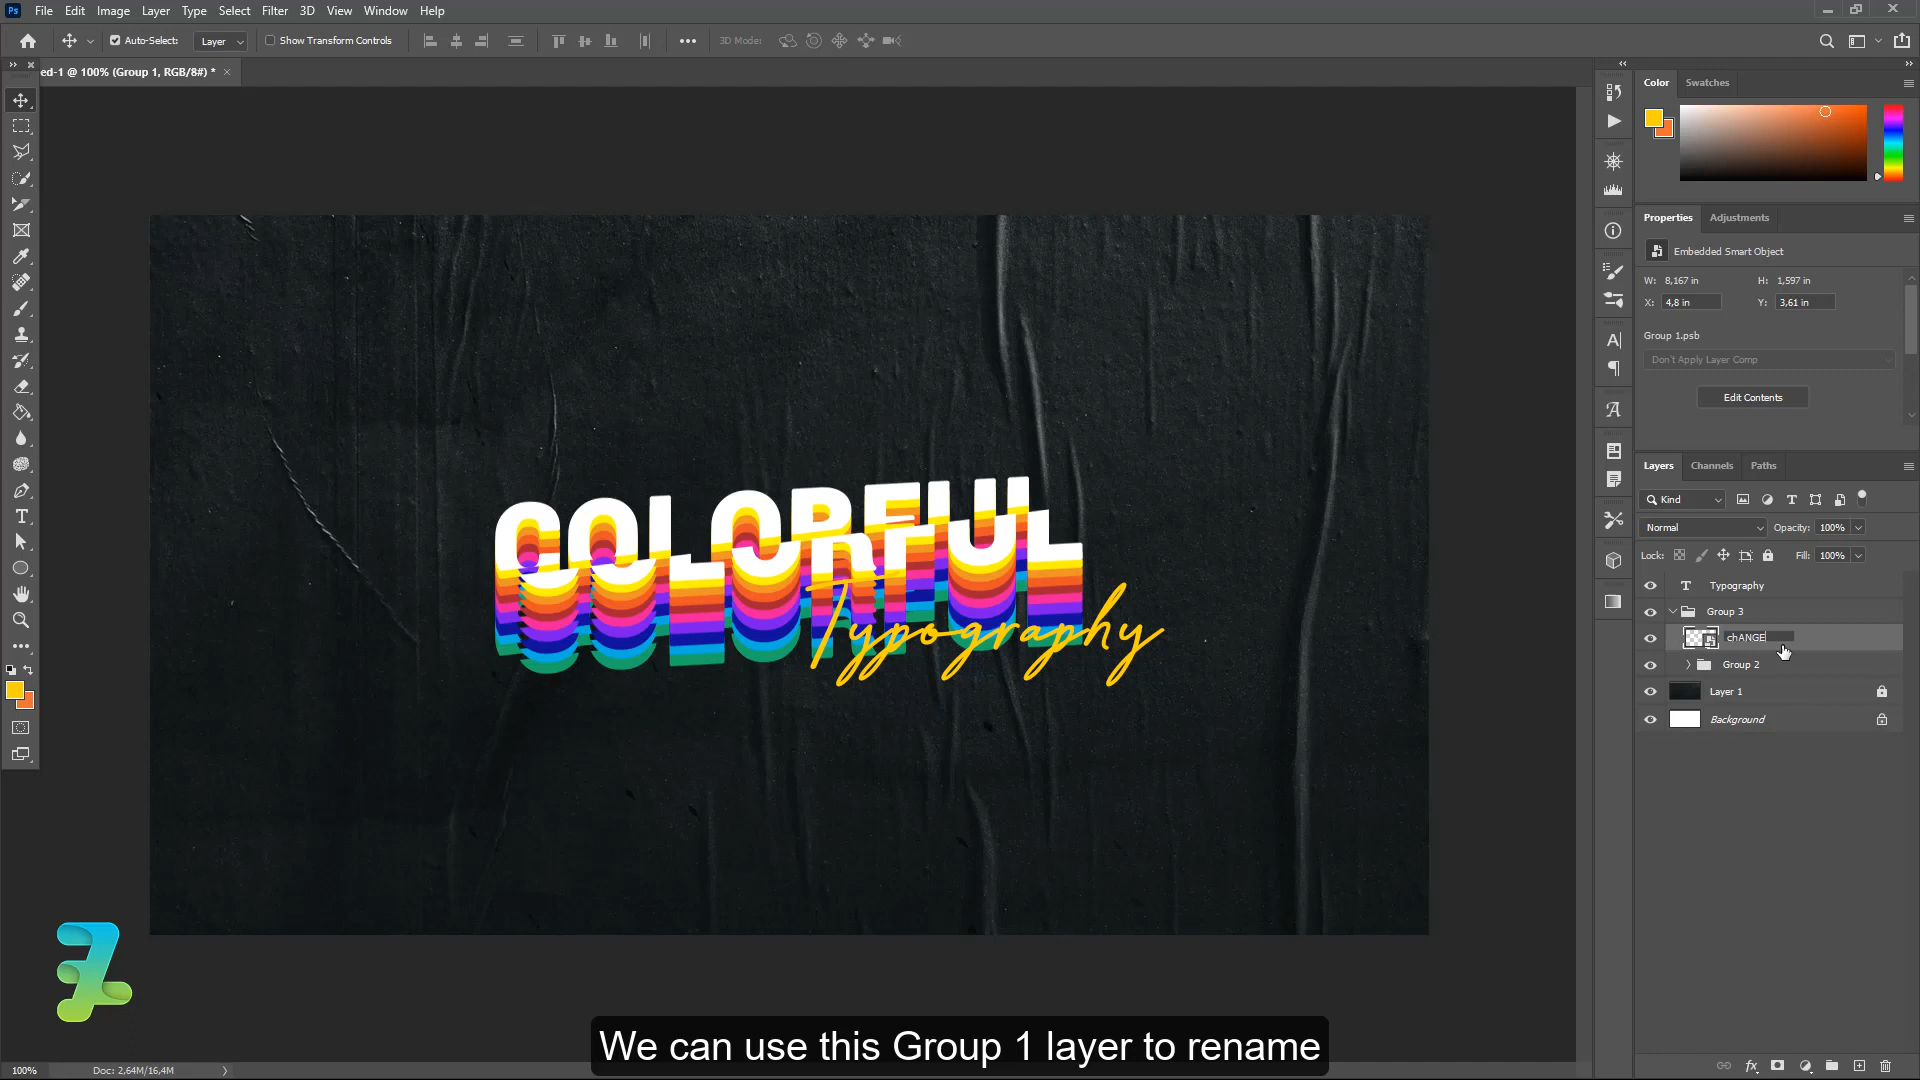 File Edit Image Layer Type Select Filter 3D View Window Help
Auto-Select: Layer Show Transform Controls 3D Mode:
ed-1 @ 100% (Group 1, RGB/8#) *
Color Swatches
Properties Adjustments
Embedded Smart Object
W: 8,167 in H: 1,597 in
X: 4,8 in Y: 3,61 in
Group 1.psb
Don't Apply Layer Comp
Edit Contents
Layers Channels Paths
Kind
Normal Opacity: 100%
Lock: Fill: 100%
Typography
Group 3
chANGE
Group 2
Layer 1
Background
COLORFUL
Typography
We can use this Group 1 layer to rename
100% Doc: 2,64M/16,4M